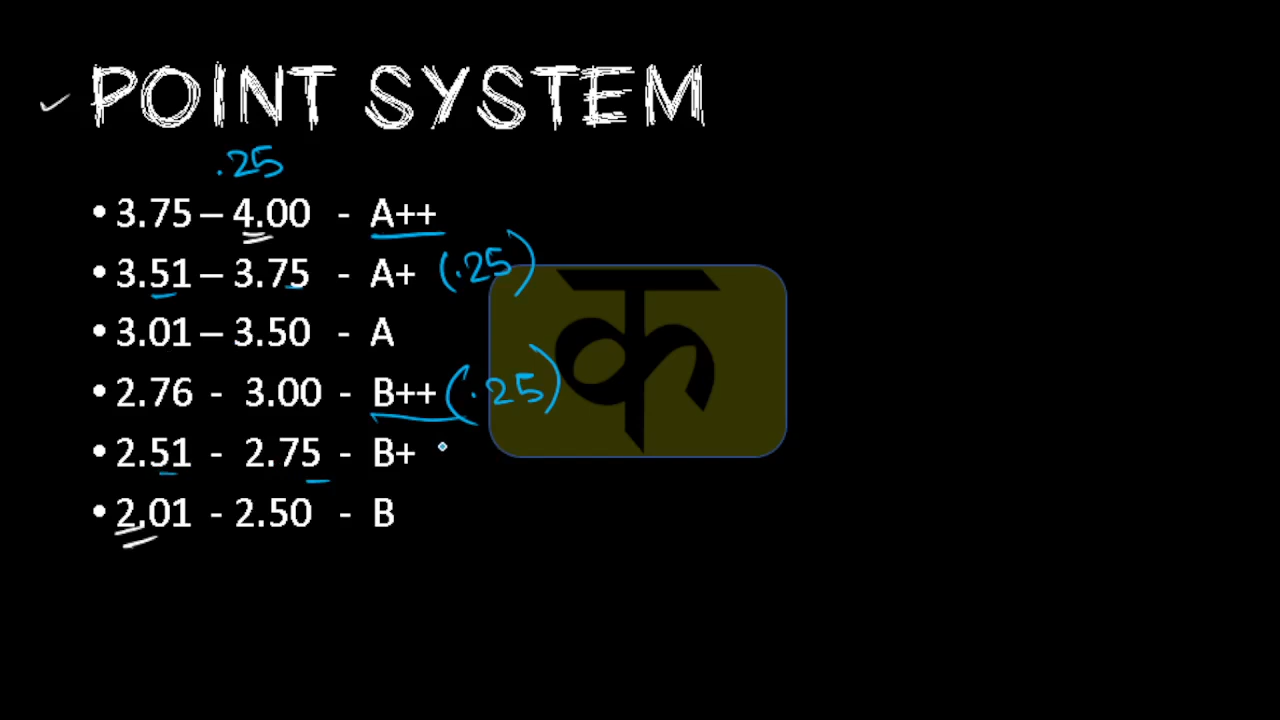 POINT SYSTEM
.25
• 3.75 – 4.00 - A++
• 3.51 – 3.75 - A+ (.25)
• 3.01 – 3.50 - A
• 2.76 - 3.00 - B++ (.25)
• 2.51 - 2.75 - B+
• 2.01 - 2.50 - B
क